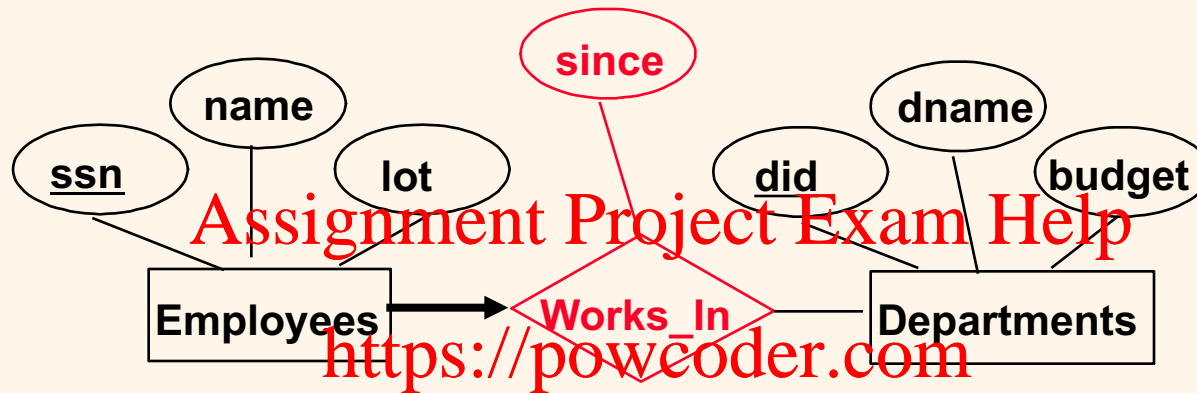 since
name
dname
ssn
lot
did
budget
Assignment Project Exam Help
Employees
Works_In
Departments
https://powcoder.com